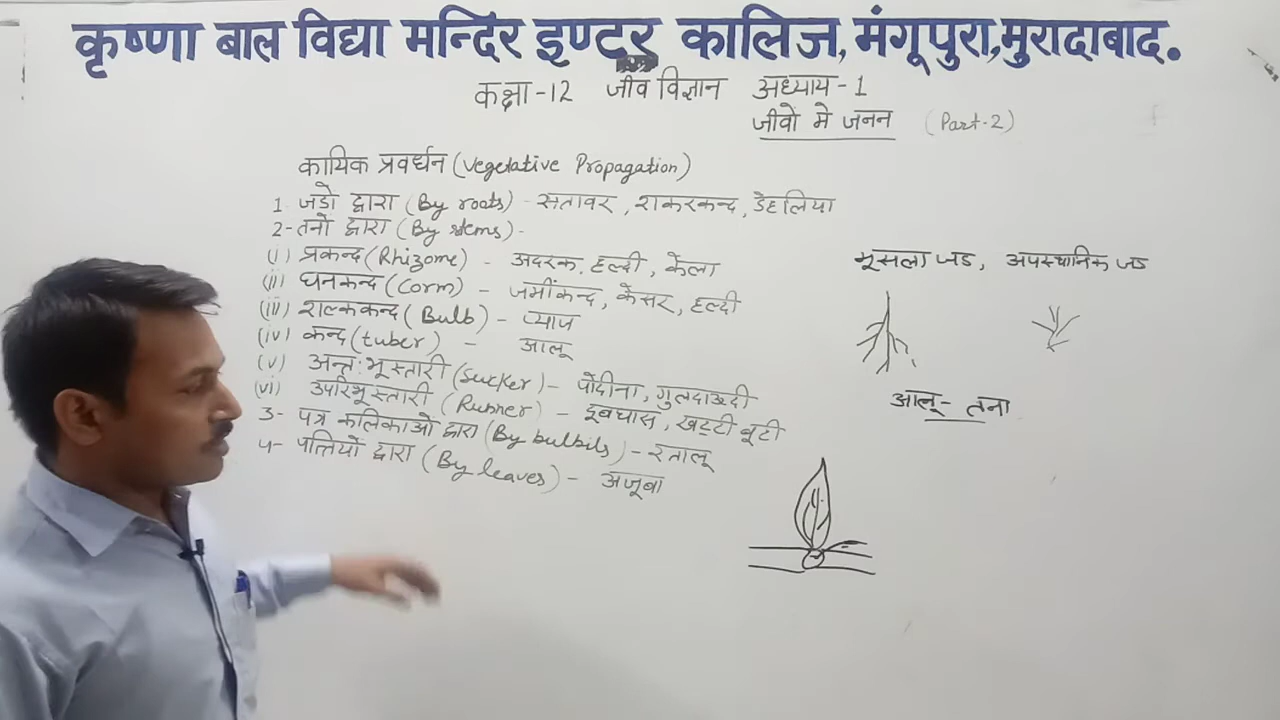 कृष्णा बाल विद्या मन्दिर इण्टर कालिज, मंगूपुरा, मुरादाबाद.
कक्षा-12 जीव विज्ञान अध्याय-1
जीवो मे जनन (Part-2)
कायिक प्रवर्धन (Vegetative Propagation)
1. जडो द्वारा (By roots) - सतावर, शकरकन्द, डेहलिया
2-तनो द्वारा (By stems)-
(i) प्रकन्द (Rhizome) - अदरक, हल्दी, केला
(ii) घनकन्द (Corm) - जमींकन्द, केसर, हल्दी
(iii) शल्ककन्द (Bulb) - प्याज
(iv) कन्द (tuber) - आलू
(v) अन्तः भूस्तारी (Sucker)- पोदीना, गुलदाऊदी
(vi) उपरिभूस्तारी (Runner) - दूबघास, खट्टी बूटी
3- पत्र कलिकाओ द्वारा (By bulbils) - रतालू
4- पत्तियो द्वारा (By leaves) - अजूबा
मूसला जड, अपस्थानिक जड
आलू - तना